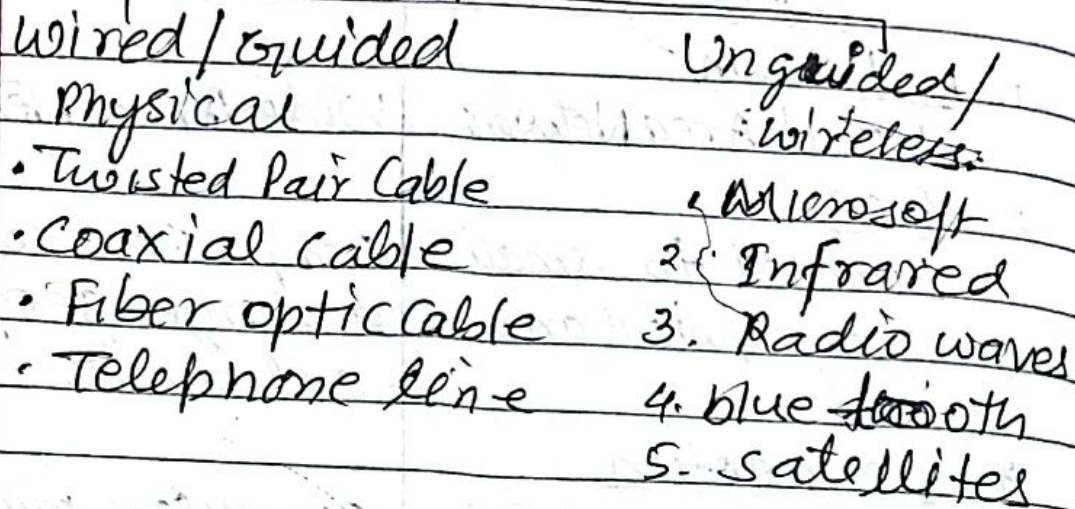 Wired / Guided
Physical
• Twisted Pair Cable
• Coaxial Cable
• Fiber optic Cable
• Telephone line
Unguided /
wireless:
Microsoft
2. Infrared
3. Radio waves
4. blue tooth
5. satellites